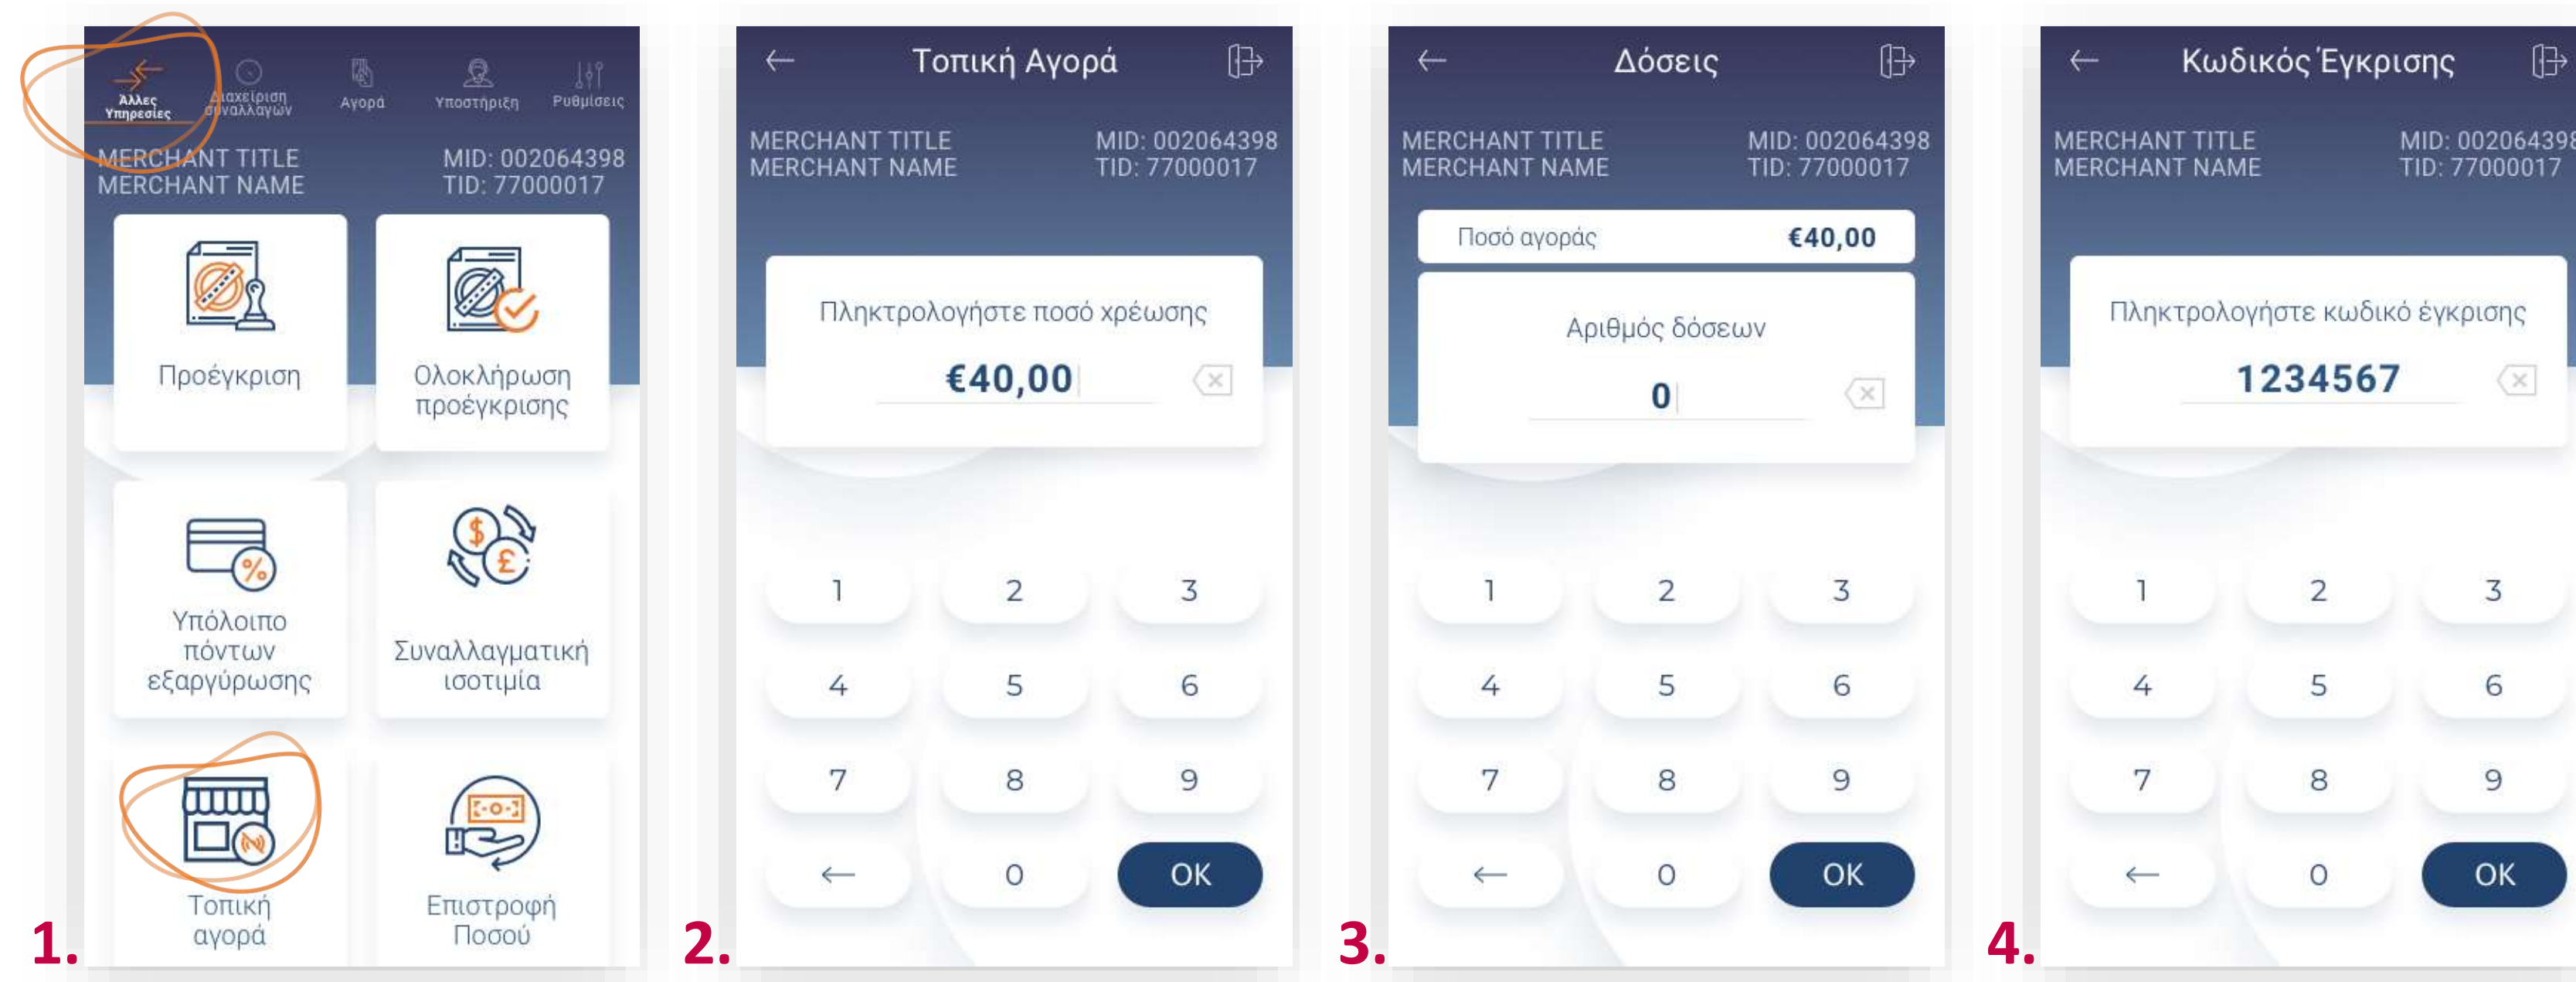 Άλλες
Υπηρεσίες
Διαχείριση
συναλλαγών
Αγορά
Υποστήριξη
Ρυθμίσεις
MERCHANT TITLE
MID: 002064398
MERCHANT NAME
TID: 77000017
Προέγκριση
Ολοκλήρωση
προέγκρισης
Υπόλοιπο
πόντων
εξαργύρωσης
Συναλλαγματική
ισοτιμία
Τοπική
αγορά
Επιστροφή
Ποσού
1.
Τοπική Αγορά
MERCHANT TITLE
MID: 002064398
MERCHANT NAME
TID: 77000017
Πληκτρολογήστε ποσό χρέωσης
€40,00
1 2 3
4 5 6
7 8 9
← 0 OK
2.
Δόσεις
MERCHANT TITLE
MID: 002064398
MERCHANT NAME
TID: 77000017
Ποσό αγοράς €40,00
Αριθμός δόσεων
0
1 2 3
4 5 6
7 8 9
← 0 OK
3.
Κωδικός Έγκρισης
MERCHANT TITLE
MID: 002064398
MERCHANT NAME
TID: 77000017
Πληκτρολογήστε κωδικό έγκρισης
1234567
1 2 3
4 5 6
7 8 9
← 0 OK
4.